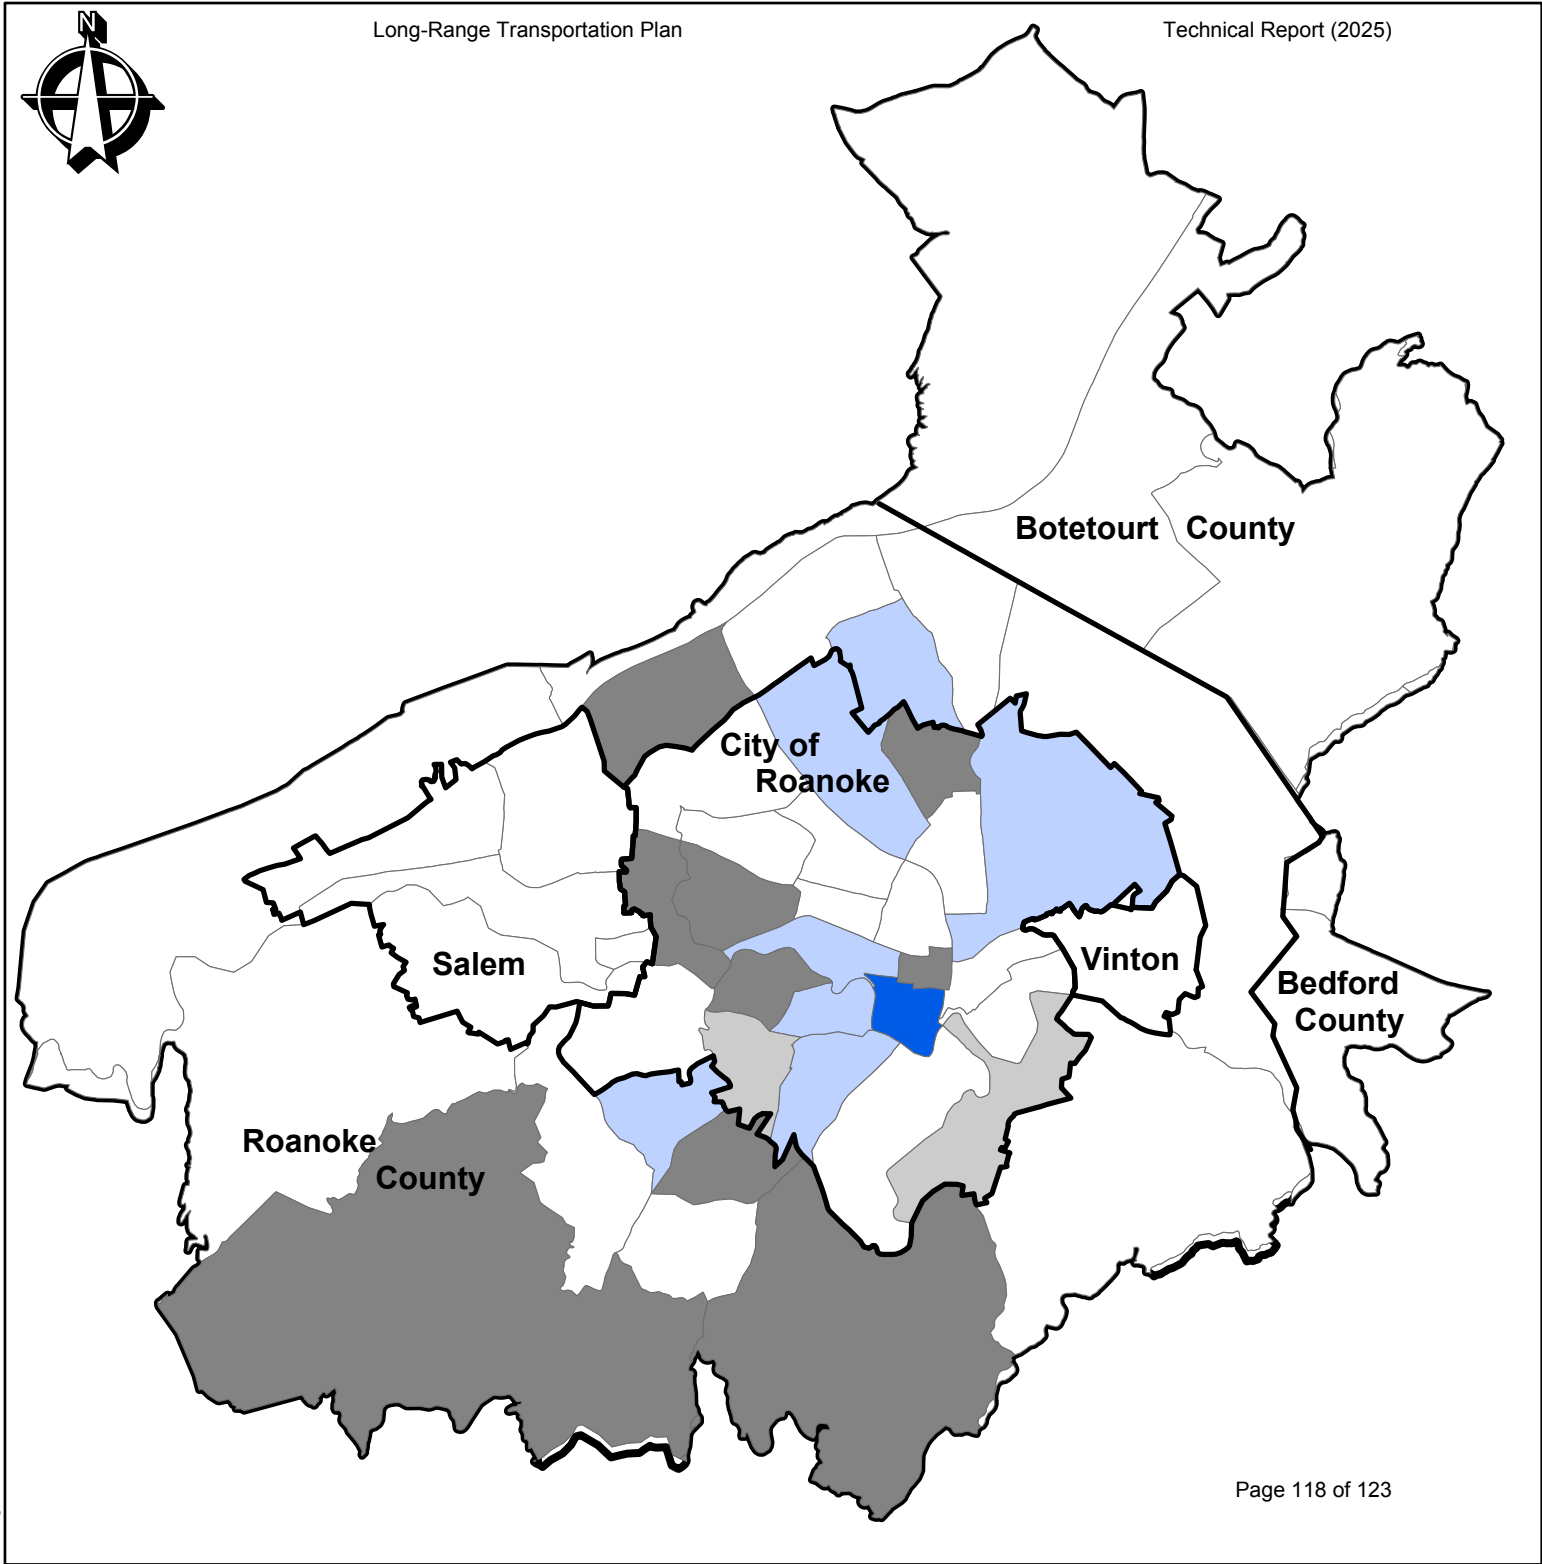 N
Long-Range Transportation Plan
Technical Report (2025)
Botetourt County
City of
Roanoke
Salem
Vinton
Bedford
County
Roanoke
County
Page 118 of 123